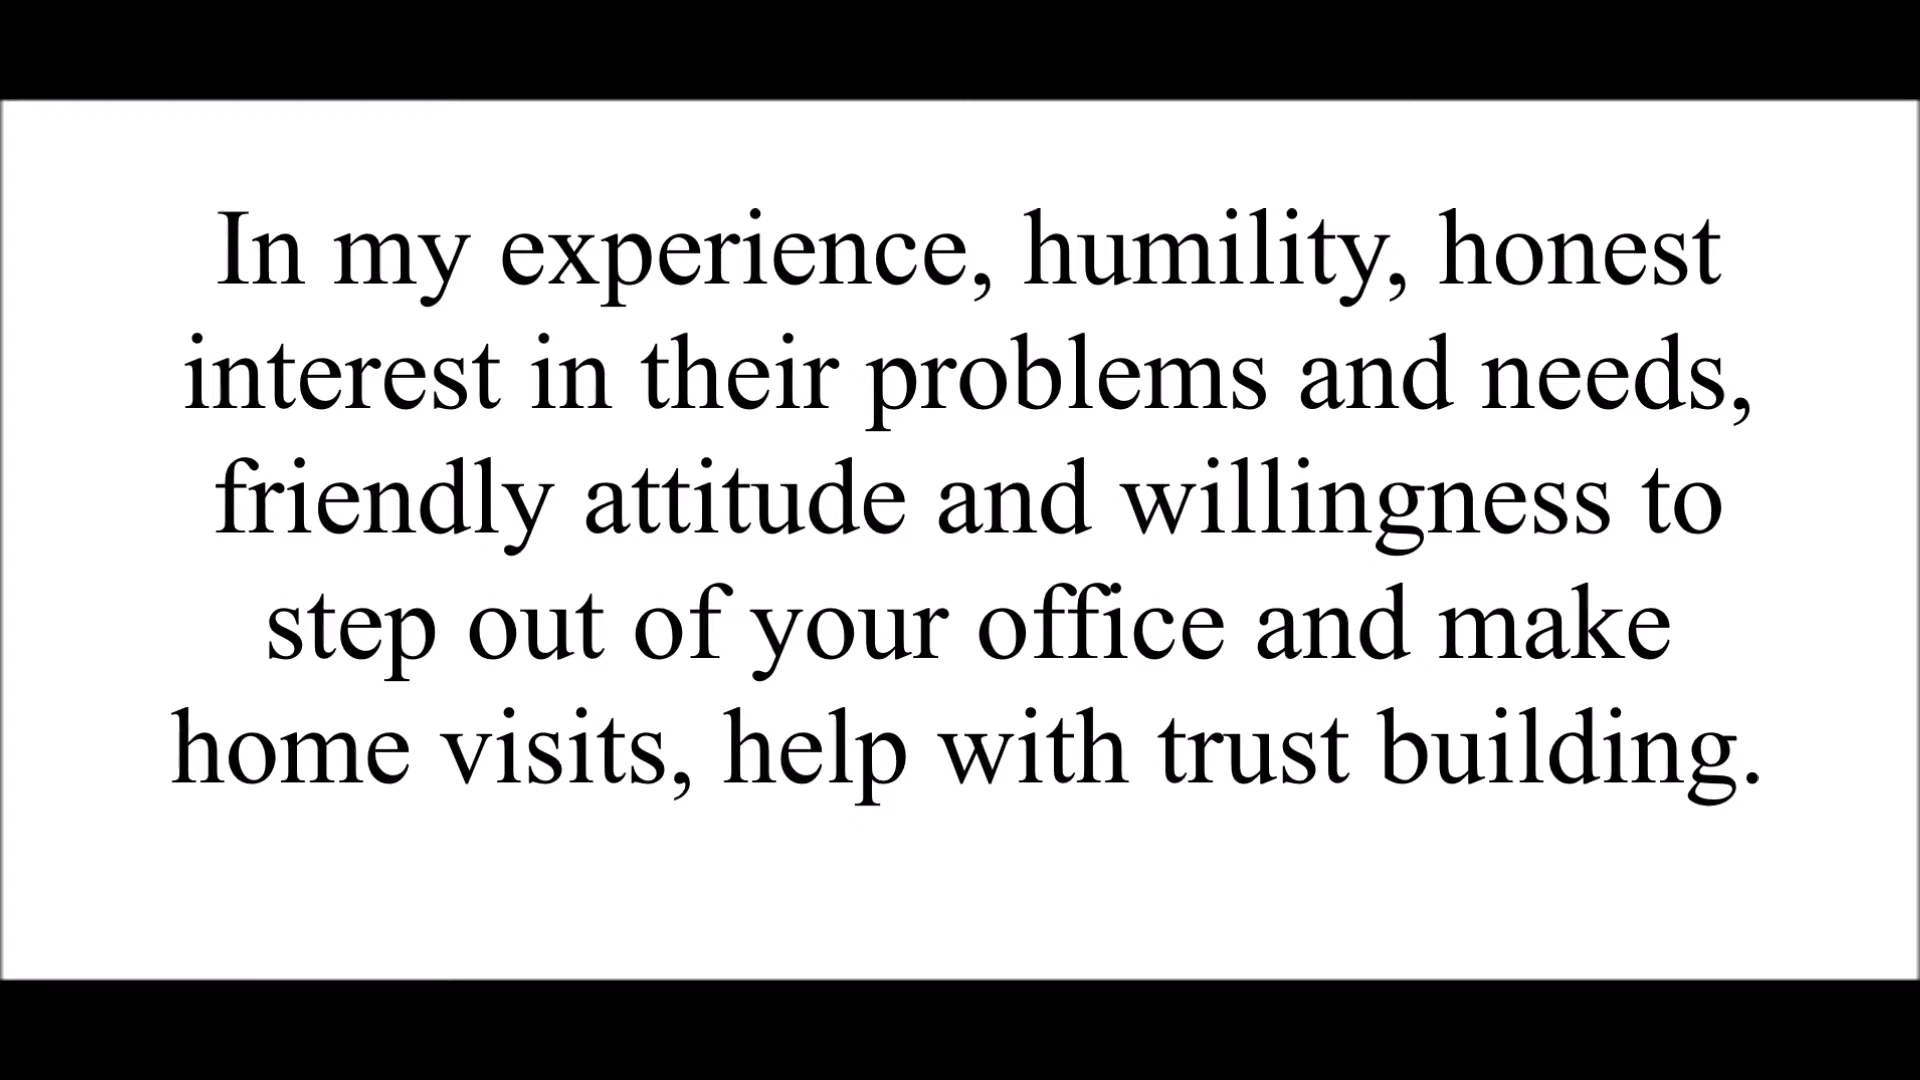 In my experience, humility, honest
interest in their problems and needs,
friendly attitude and willingness to
step out of your office and make
home visits, help with trust building.